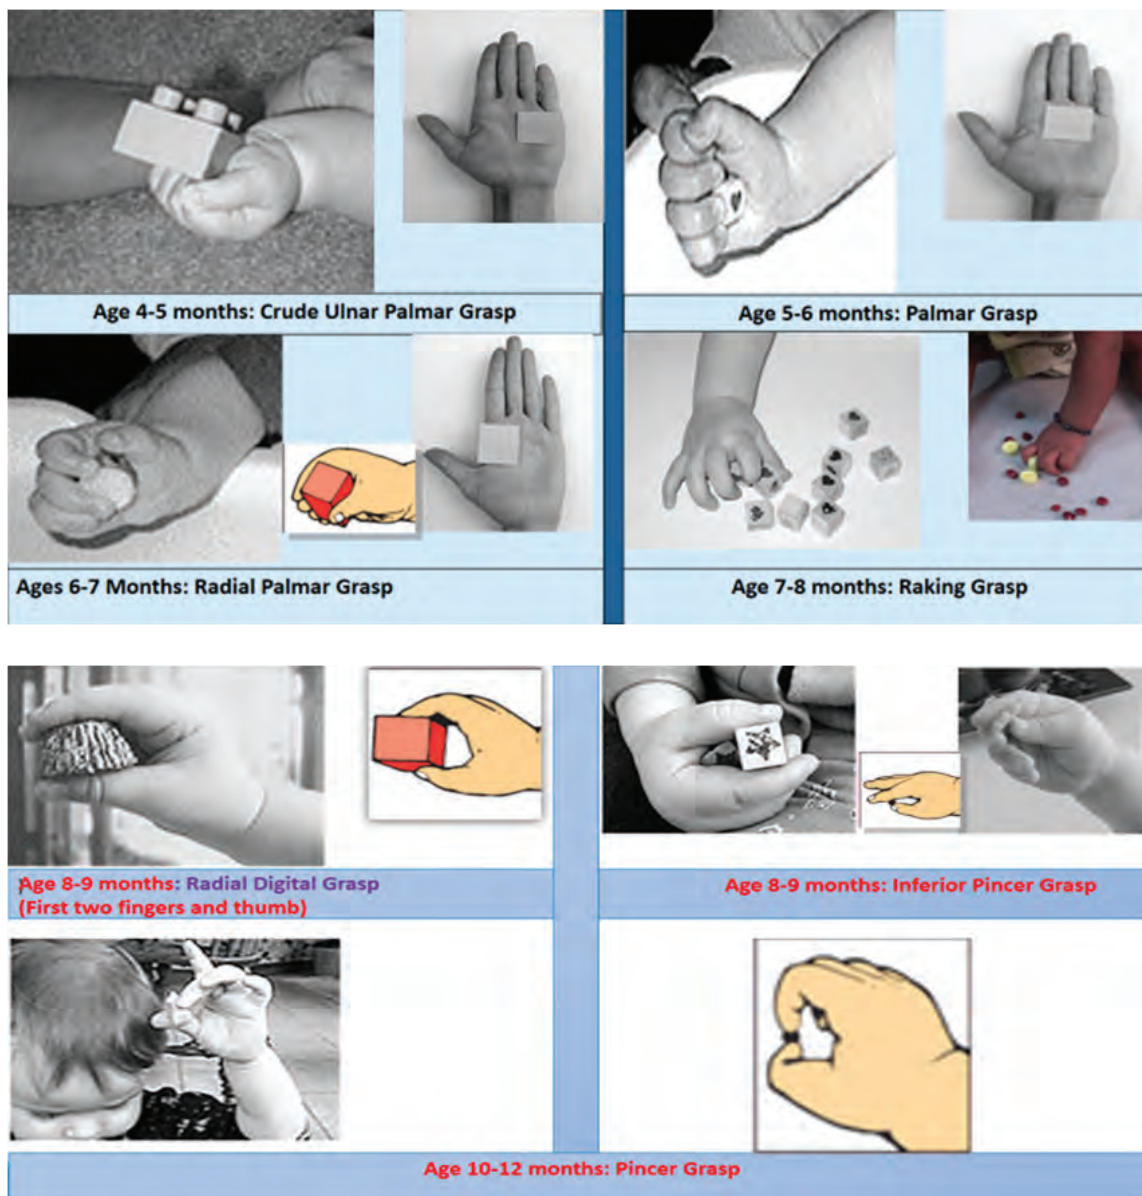 Age 4-5 months: Crude Ulnar Palmar Grasp
Age 5-6 months: Palmar Grasp
Ages 6-7 Months: Radial Palmar Grasp
Age 7-8 months: Raking Grasp
Age 8-9 months: Radial Digital Grasp
(First two fingers and thumb)
Age 8-9 months: Inferior Pincer Grasp
Age 10-12 months: Pincer Grasp